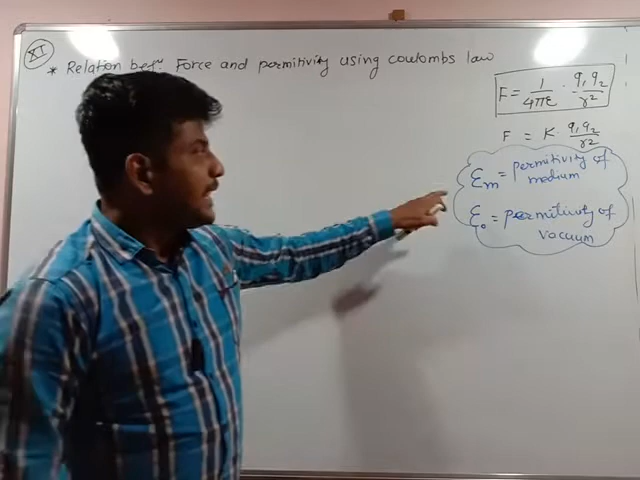 XI
* Relation betn Force and permitivity using coulombs law
F = 1/4πε · q₁q₂/r²
F = K · q₁q₂/r²
εm = permitivity of
medium
ε₀ = permitivity of
vacuum